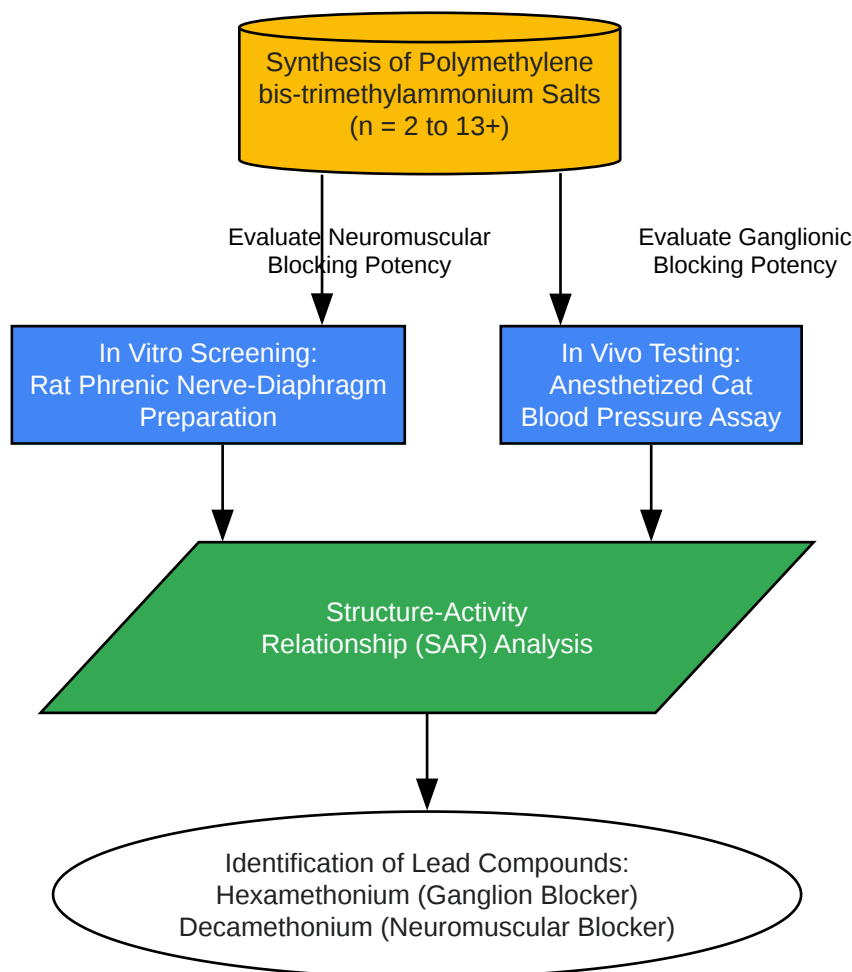 Synthesis of Polymethylene
bis-trimethylammonium Salts
(n = 2 to 13+)
Evaluate Neuromuscular
Blocking Potency
Evaluate Ganglionic
Blocking Potency
In Vitro Screening:
Rat Phrenic Nerve-Diaphragm
Preparation
In Vivo Testing:
Anesthetized Cat
Blood Pressure Assay
Structure-Activity
Relationship (SAR) Analysis
Identification of Lead Compounds:
Hexamethonium (Ganglion Blocker)
Decamethonium (Neuromuscular Blocker)